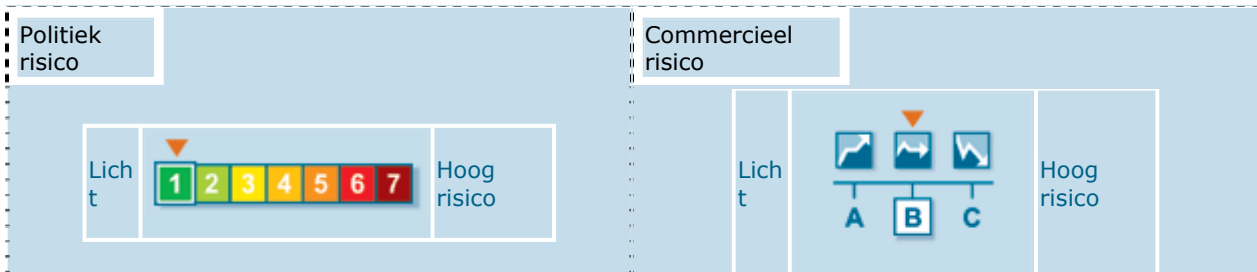 Politiek
risico
Lich
t
1 2 3 4 5 6 7
Hoog
risico
Commercieel
risico
Lich
t
A B C
Hoog
risico